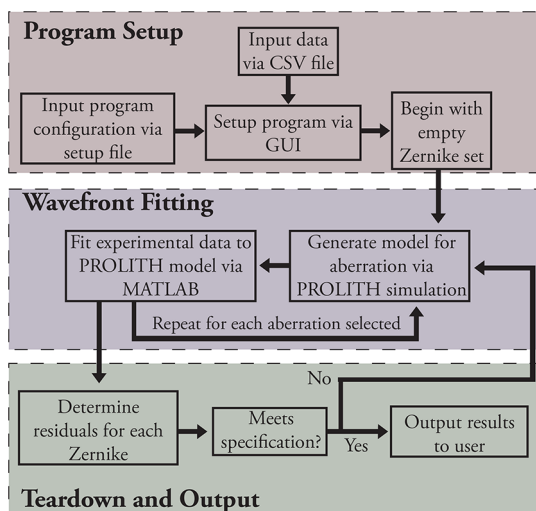 Program Setup
Input data
via CSV file
Input program
configuration via
setup file
Setup program via
GUI
Begin with
empty
Zernike set
Wavefront Fitting
Fit experimental data to
PROLITH model via
MATLAB
Generate model for
aberration via
PROLITH simulation
Repeat for each aberration selected
No
Determine
residuals for each
Zernike
Meets
specification?
Yes
Output results
to user
Teardown and Output